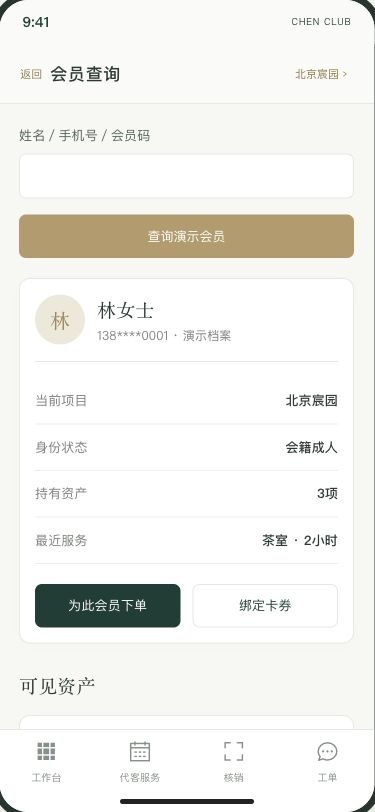 9:41
CHEN CLUB
返回 会员查询
北京宸园 ›
姓名 / 手机号 / 会员码
查询演示会员
林
林女士
138****0001 · 演示档案
当前项目 北京宸园
身份状态 会籍成人
持有资产 3项
最近服务 茶室 · 2小时
为此会员下单 绑定卡券
可见资产
工作台 代客服务 核销 工单